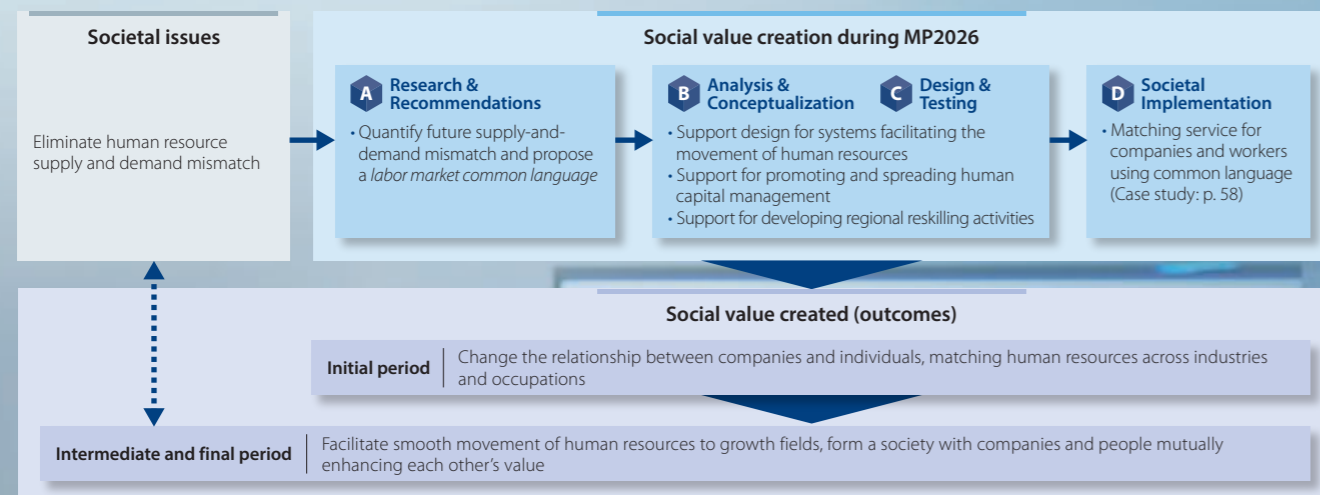 Societal issues
Eliminate human resource
supply and demand mismatch
Social value creation during MP2026
A Research &
Recommendations
• Quantify future supply-and-
demand mismatch and propose
a labor market common language
B Analysis &
Conceptualization
C Design &
Testing
• Support design for systems facilitating the
movement of human resources
• Support for promoting and spreading human
capital management
• Support for developing regional reskilling activities
D Societal
Implementation
• Matching service for
companies and workers
using common language
(Case study: p. 58)
Social value created (outcomes)
Initial period
Change the relationship between companies and individuals, matching human resources across industries
and occupations
Intermediate and final period
Facilitate smooth movement of human resources to growth fields, form a society with companies and people mutually
enhancing each other's value